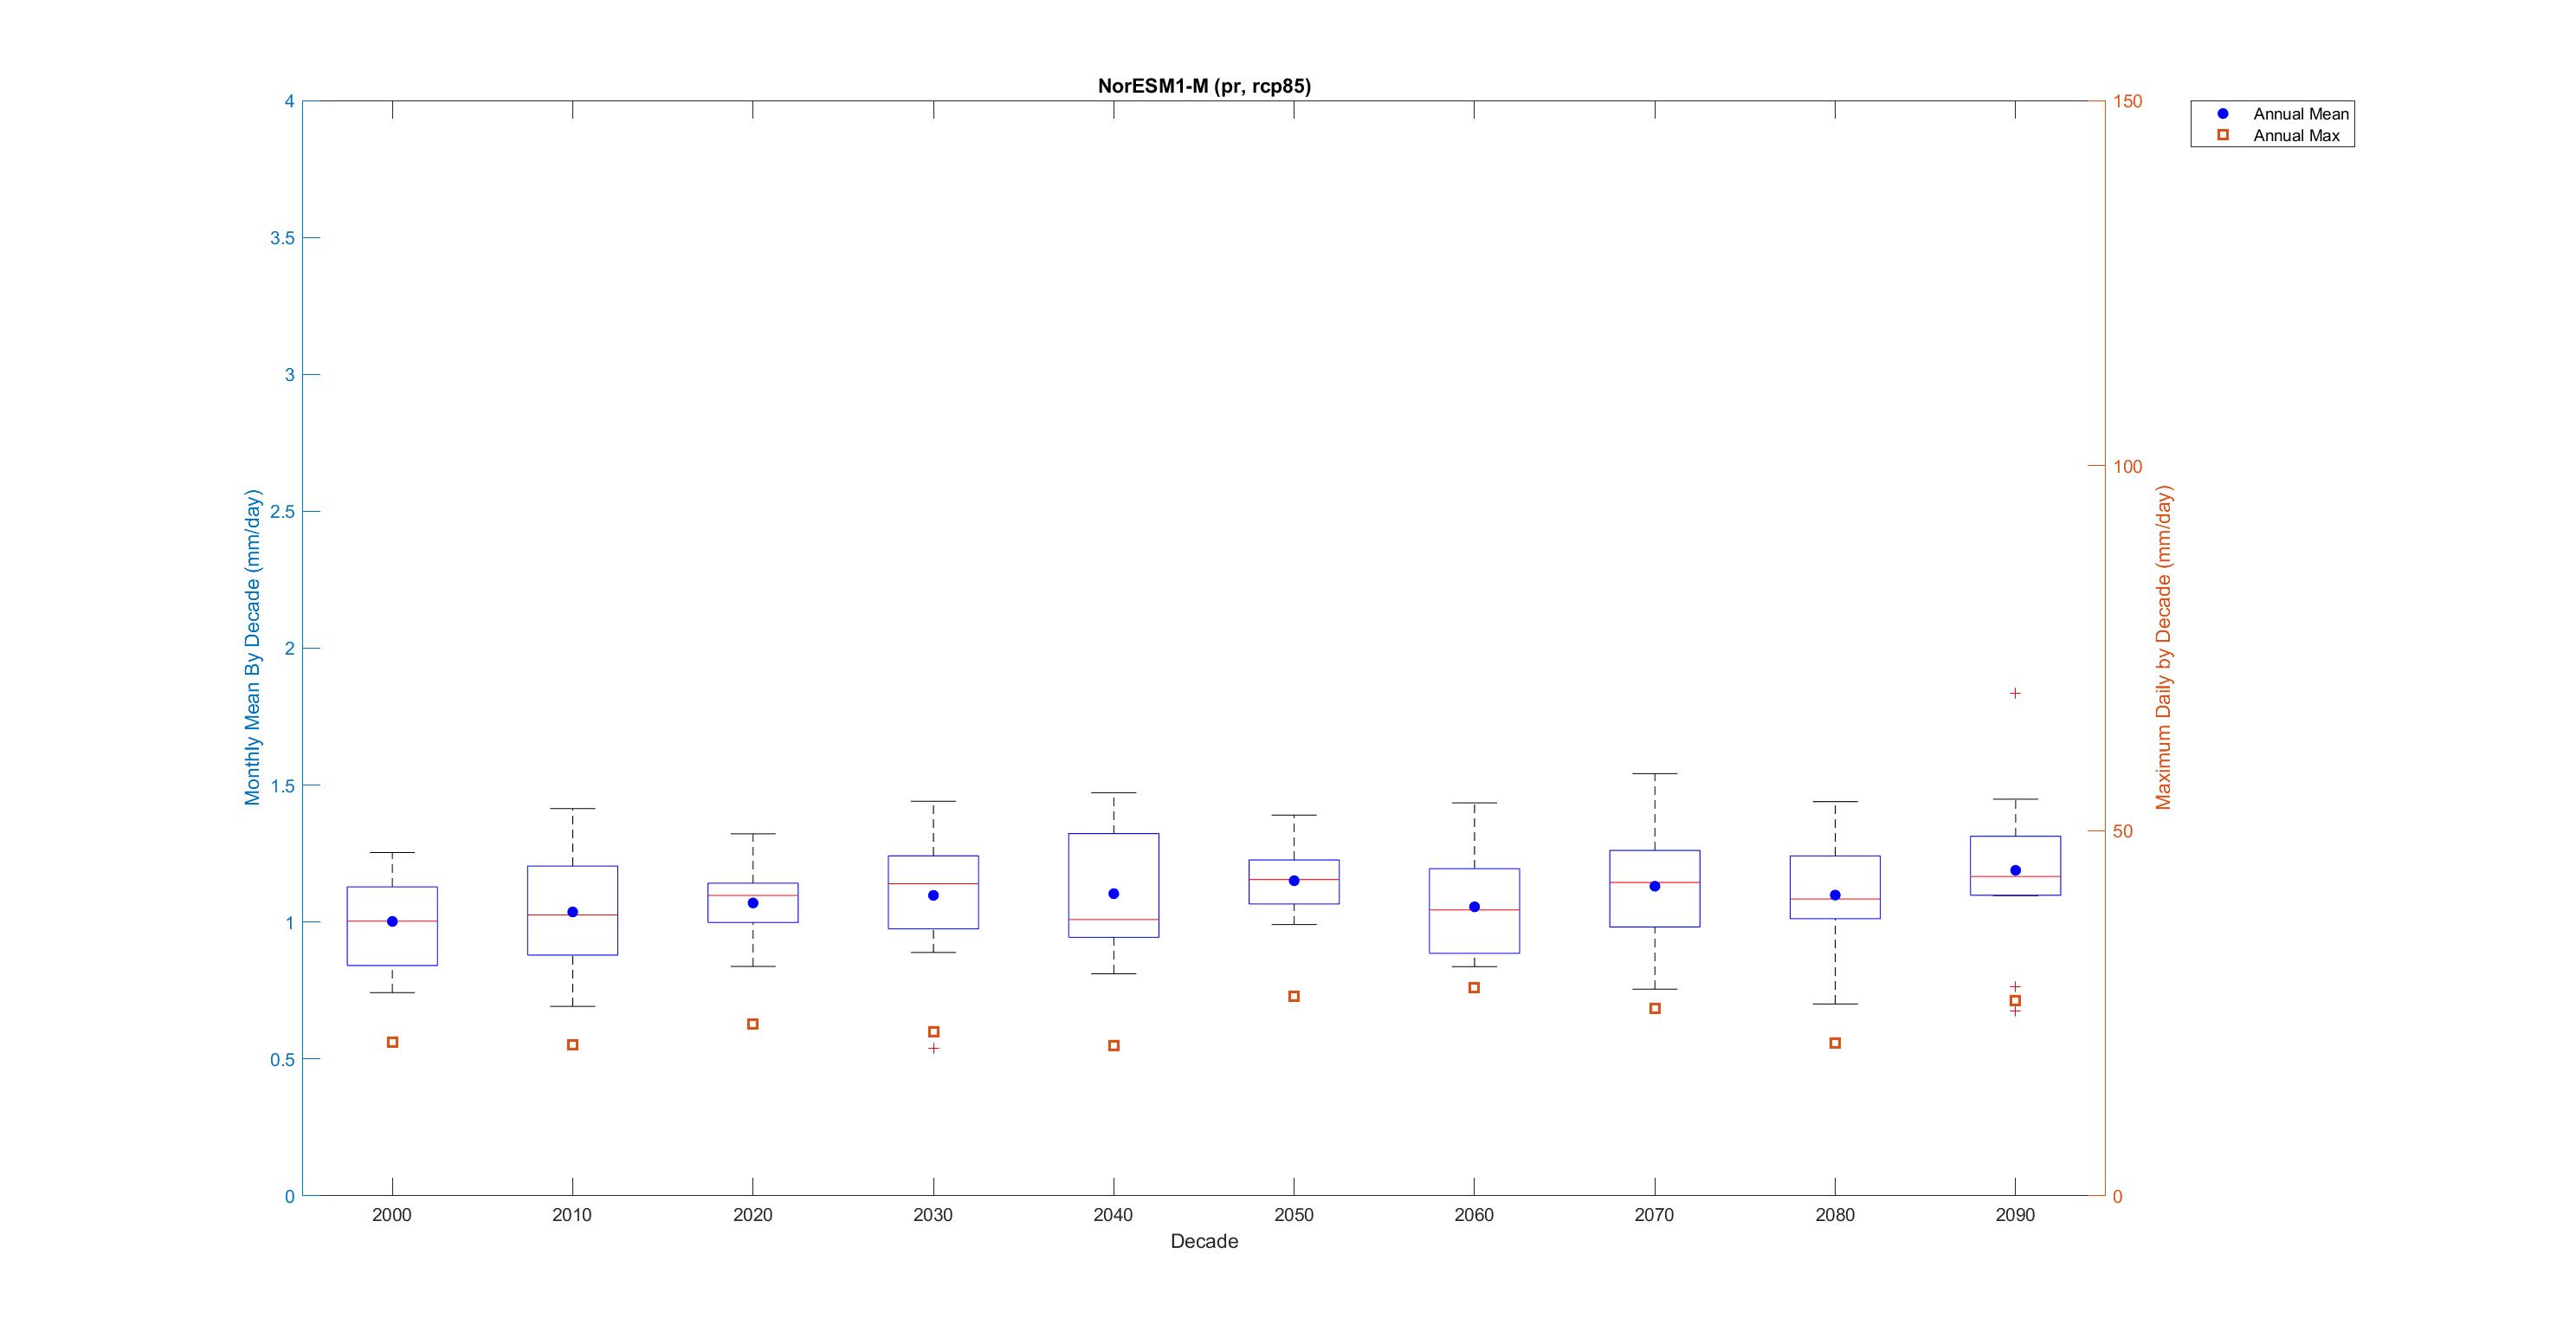 NorESM1-M (pr, rcp85)
Annual Mean
Annual Max
4
3.5
3
2.5
2
1.5
1
0.5
0
Monthly Mean By Decade (mm/day)
150
100
50
0
Maximum Daily by Decade (mm/day)
2000 2010 2020 2030 2040 2050 2060 2070 2080 2090
Decade